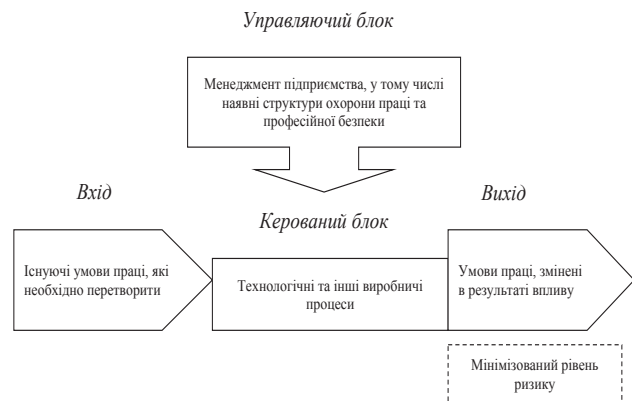 Управляючий блок
Менеджмент підприємства, у тому числі
наявні структури охорони праці та
професійної безпеки
Вхід
Керований блок
Вихід
Існуючі умови праці, які
необхідно перетворити
Технологічні та інші виробничі
процеси
Умови праці, змінені
в результаті впливу
Мінімізований рівень
ризику